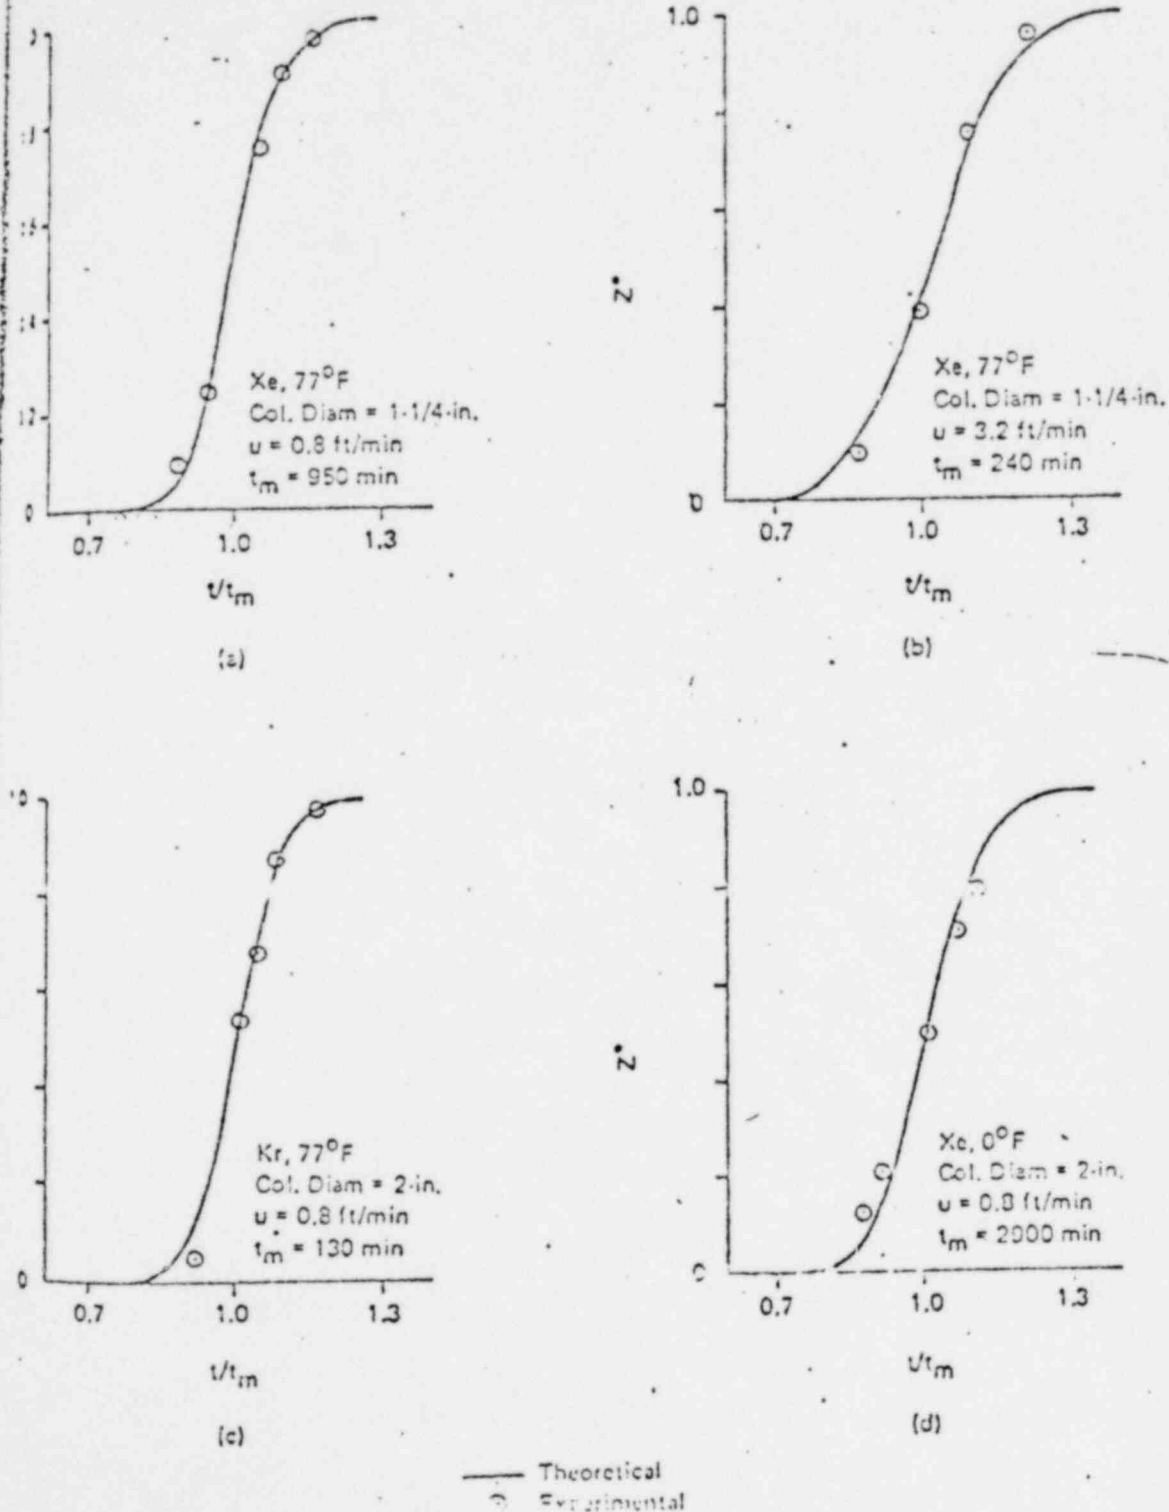 1.0
Z*
Xe, 77°F
Col. Diam = 1-1/4-in.
u = 0.8 ft/min
t_m = 950 min
0
0.7 1.0 1.3
t/t_m
(a)
Xe, 77°F
Col. Diam = 1-1/4-in.
u = 3.2 ft/min
t_m = 240 min
0
0.7 1.0 1.3
t/t_m
(b)
1.0
Z*
Kr, 77°F
Col. Diam = 2-in.
u = 0.8 ft/min
t_m = 130 min
0
0.7 1.0 1.3
t/t_m
(c)
Xe, 0°F
Col. Diam = 2-in.
u = 0.8 ft/min
t_m = 2900 min
0
0.7 1.0 1.3
t/t_m
(d)
Theoretical
Experimental